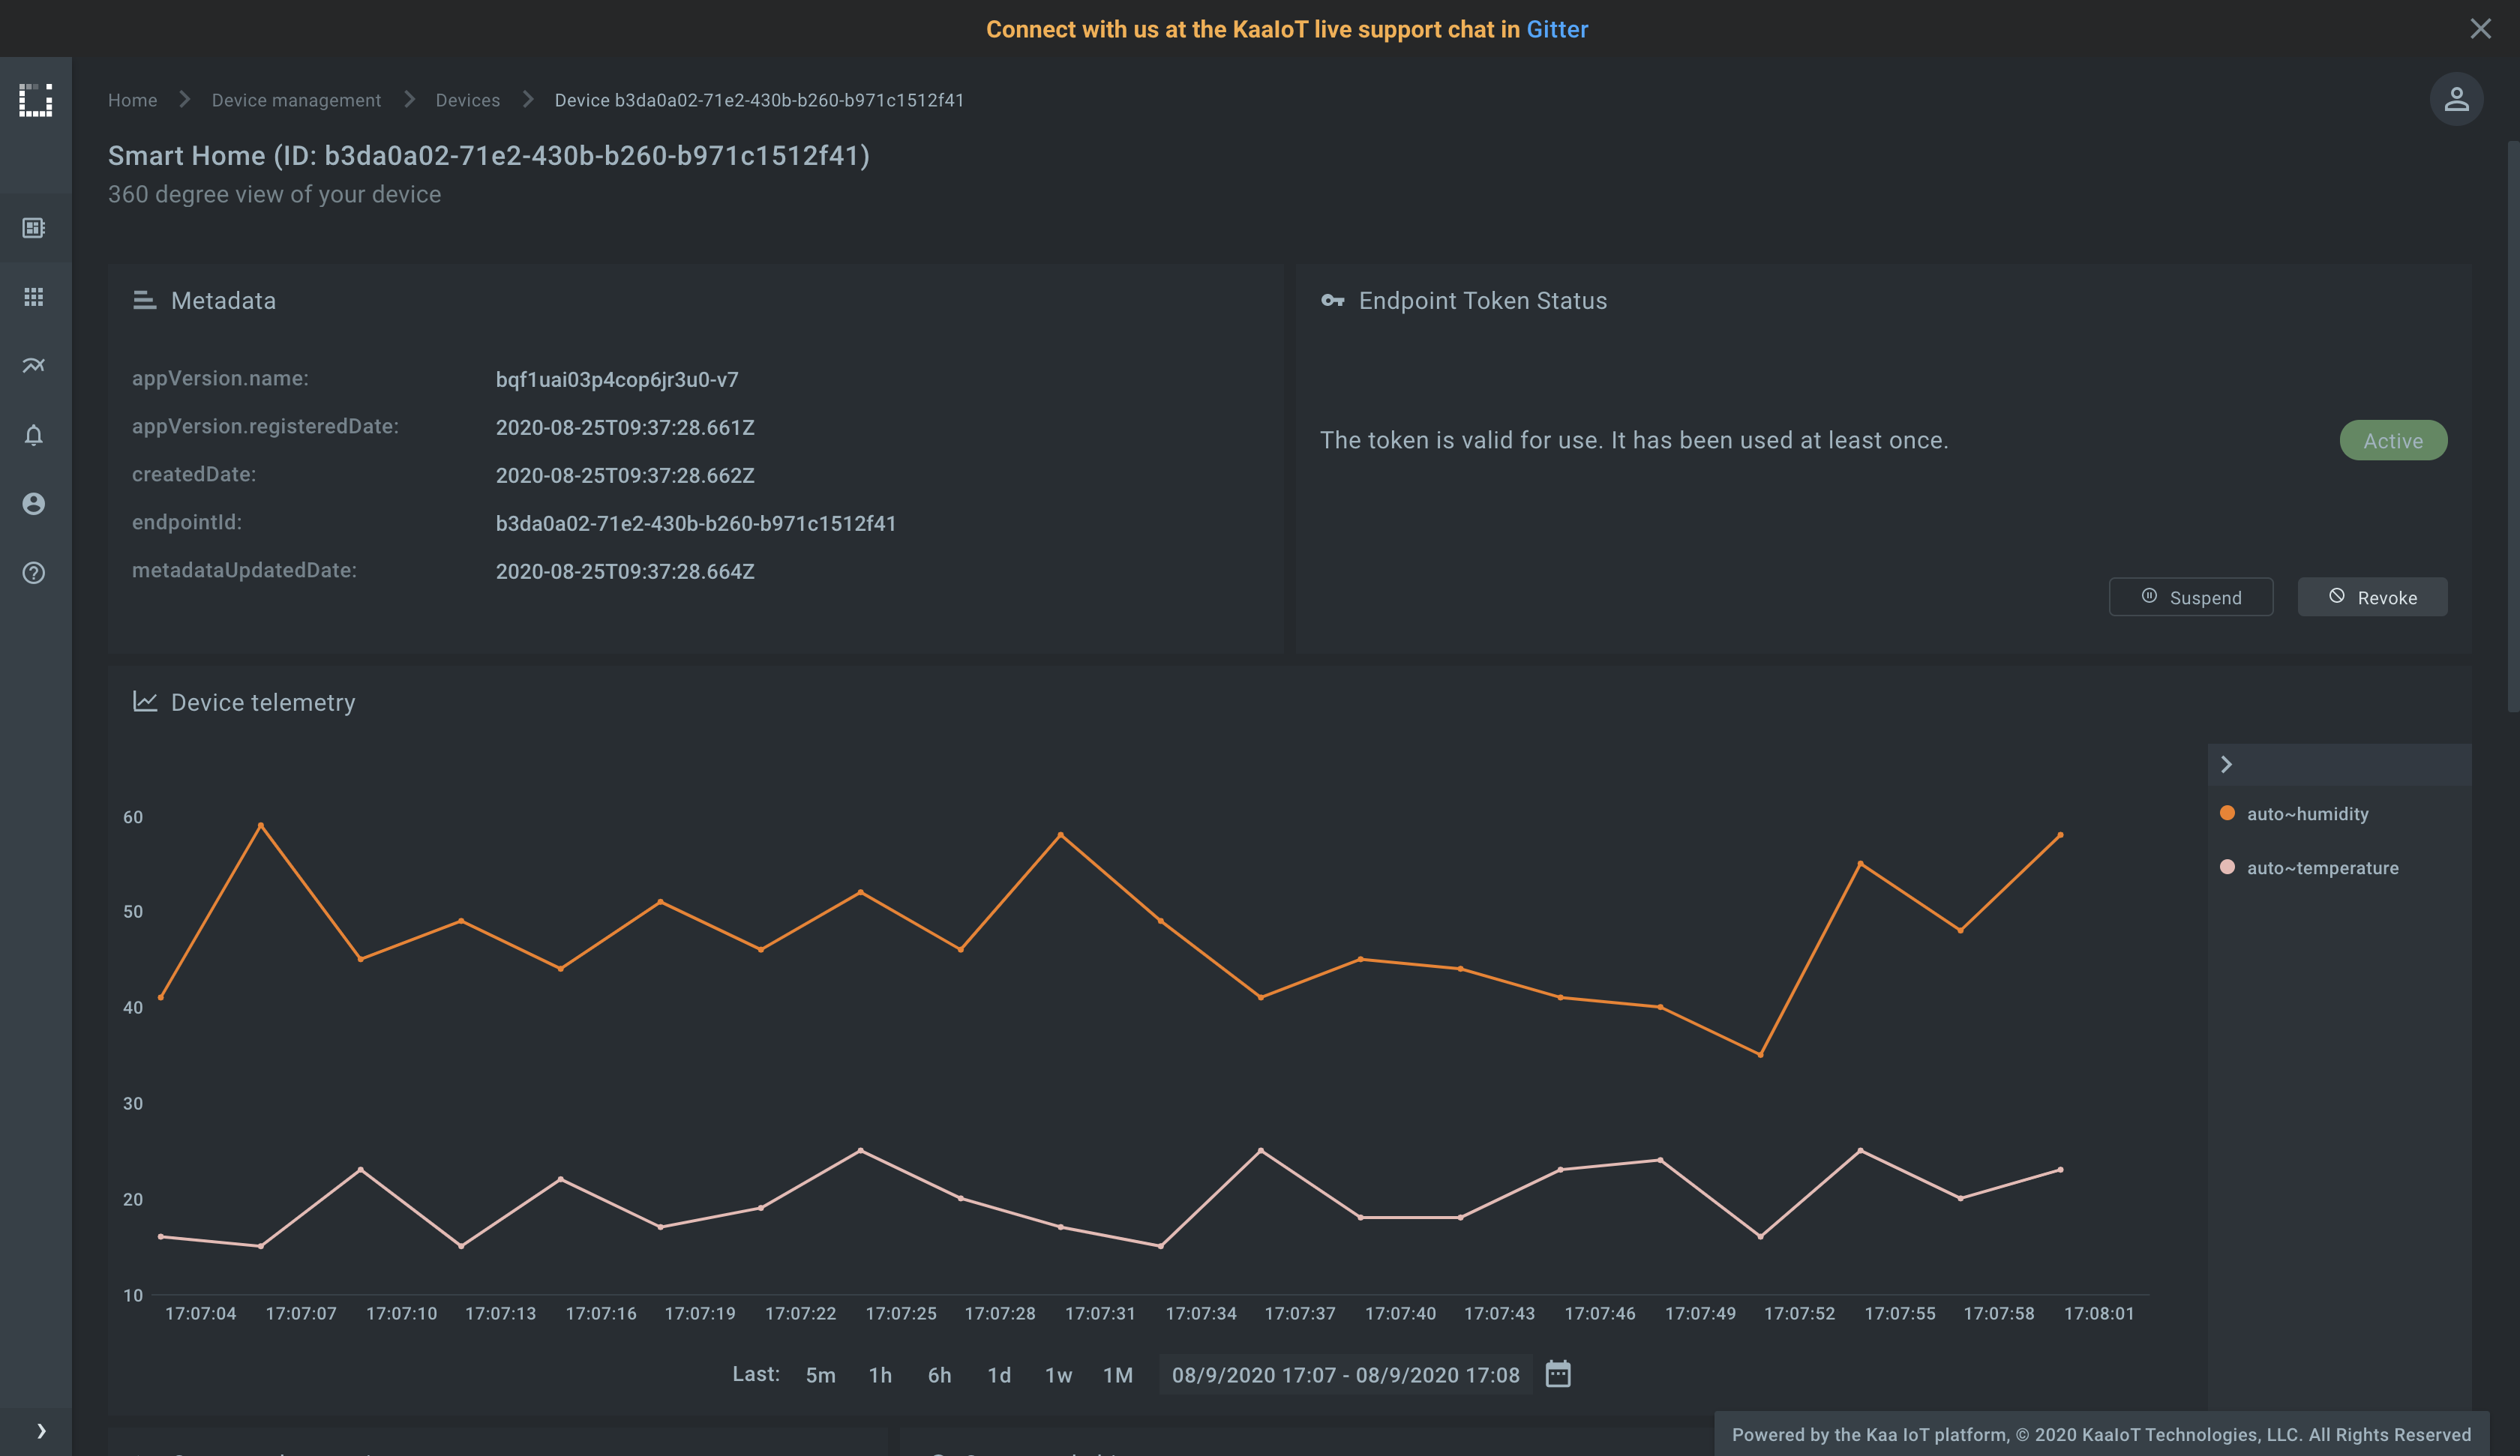 Connect with us at the KaaIoT live support chat in Gitter
Home Device management Devices Device b3da0a02-71e2-430b-b260-b971c1512f41
Smart Home (ID: b3da0a02-71e2-430b-b260-b971c1512f41)
360 degree view of your device
Metadata
appVersion.name: bqf1uai03p4cop6jr3u0-v7
appVersion.registeredDate: 2020-08-25T09:37:28.661Z
createdDate: 2020-08-25T09:37:28.662Z
endpointId: b3da0a02-71e2-430b-b260-b971c1512f41
metadataUpdatedDate: 2020-08-25T09:37:28.664Z
Endpoint Token Status
The token is valid for use. It has been used at least once. Active
Suspend Revoke
Device telemetry
auto~humidity
auto~temperature
60
50
40
30
20
10
17:07:04 17:07:07 17:07:10 17:07:13 17:07:16 17:07:19 17:07:22 17:07:25 17:07:28 17:07:31 17:07:34 17:07:37 17:07:40 17:07:43 17:07:46 17:07:49 17:07:52 17:07:55 17:07:58 17:08:01
Last: 5m 1h 6h 1d 1w 1M 08/9/2020 17:07 - 08/9/2020 17:08
Powered by the Kaa IoT platform, © 2020 KaaIoT Technologies, LLC. All Rights Reserved